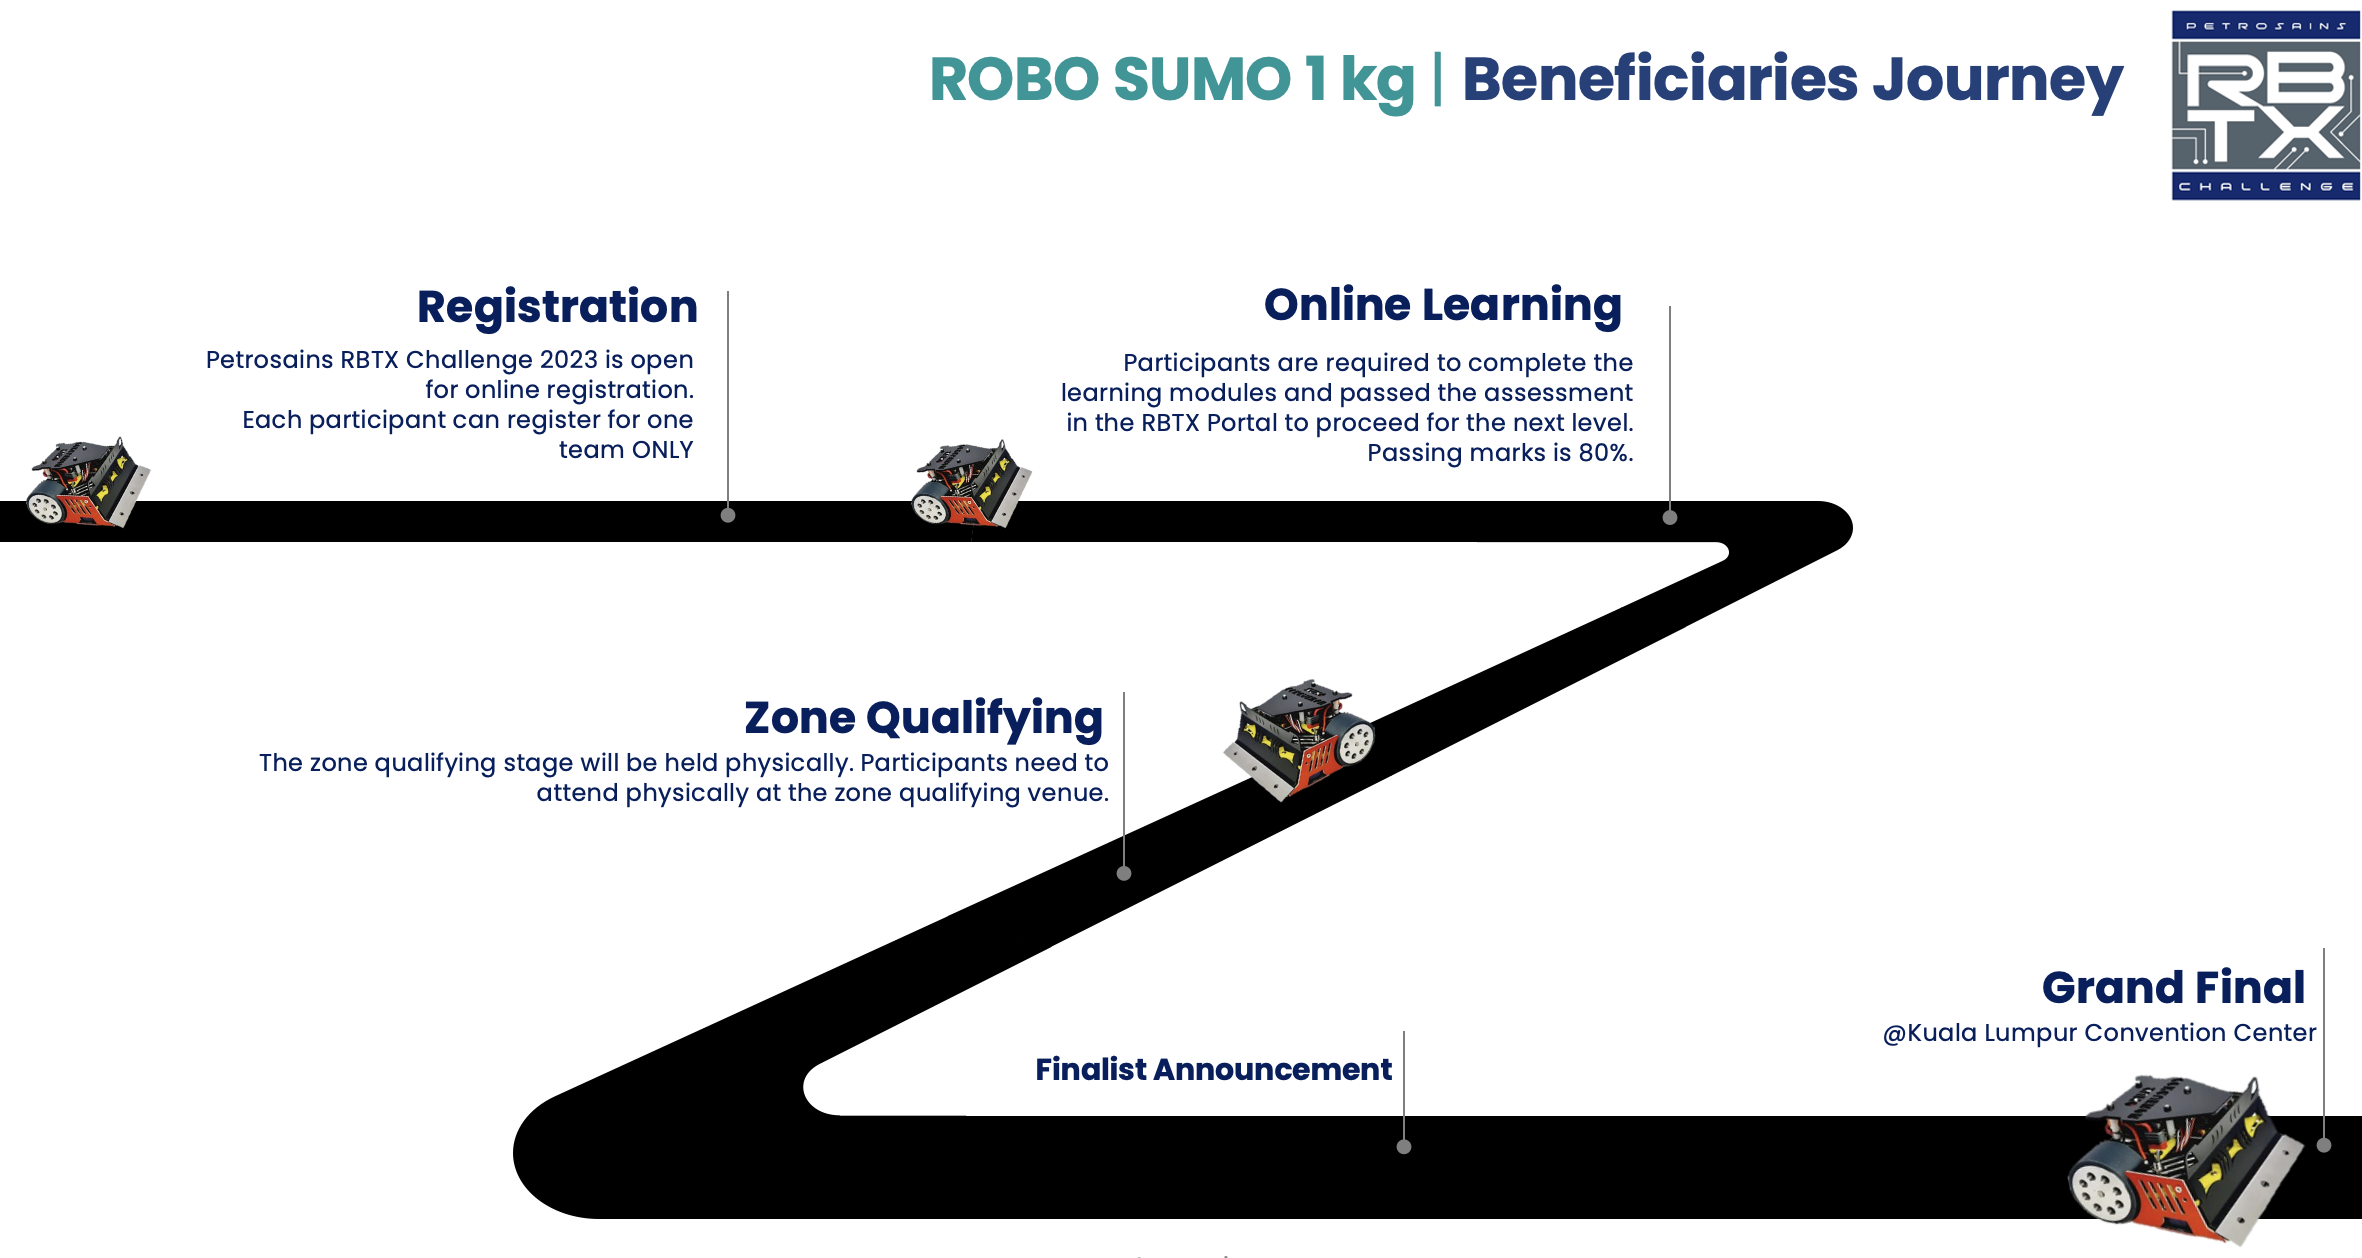 ROBO SUMO 1 kg | Beneficiaries Journey
PETROSAINS
RB
TX
CHALLENGE
Registration
Petrosains RBTX Challenge 2023 is open
for online registration.
Each participant can register for one
team ONLY
Online Learning
Participants are required to complete the
learning modules and passed the assessment
in the RBTX Portal to proceed for the next level.
Passing marks is 80%.
Zone Qualifying
The zone qualifying stage will be held physically. Participants need to
attend physically at the zone qualifying venue.
Finalist Announcement
Grand Final
@Kuala Lumpur Convention Center